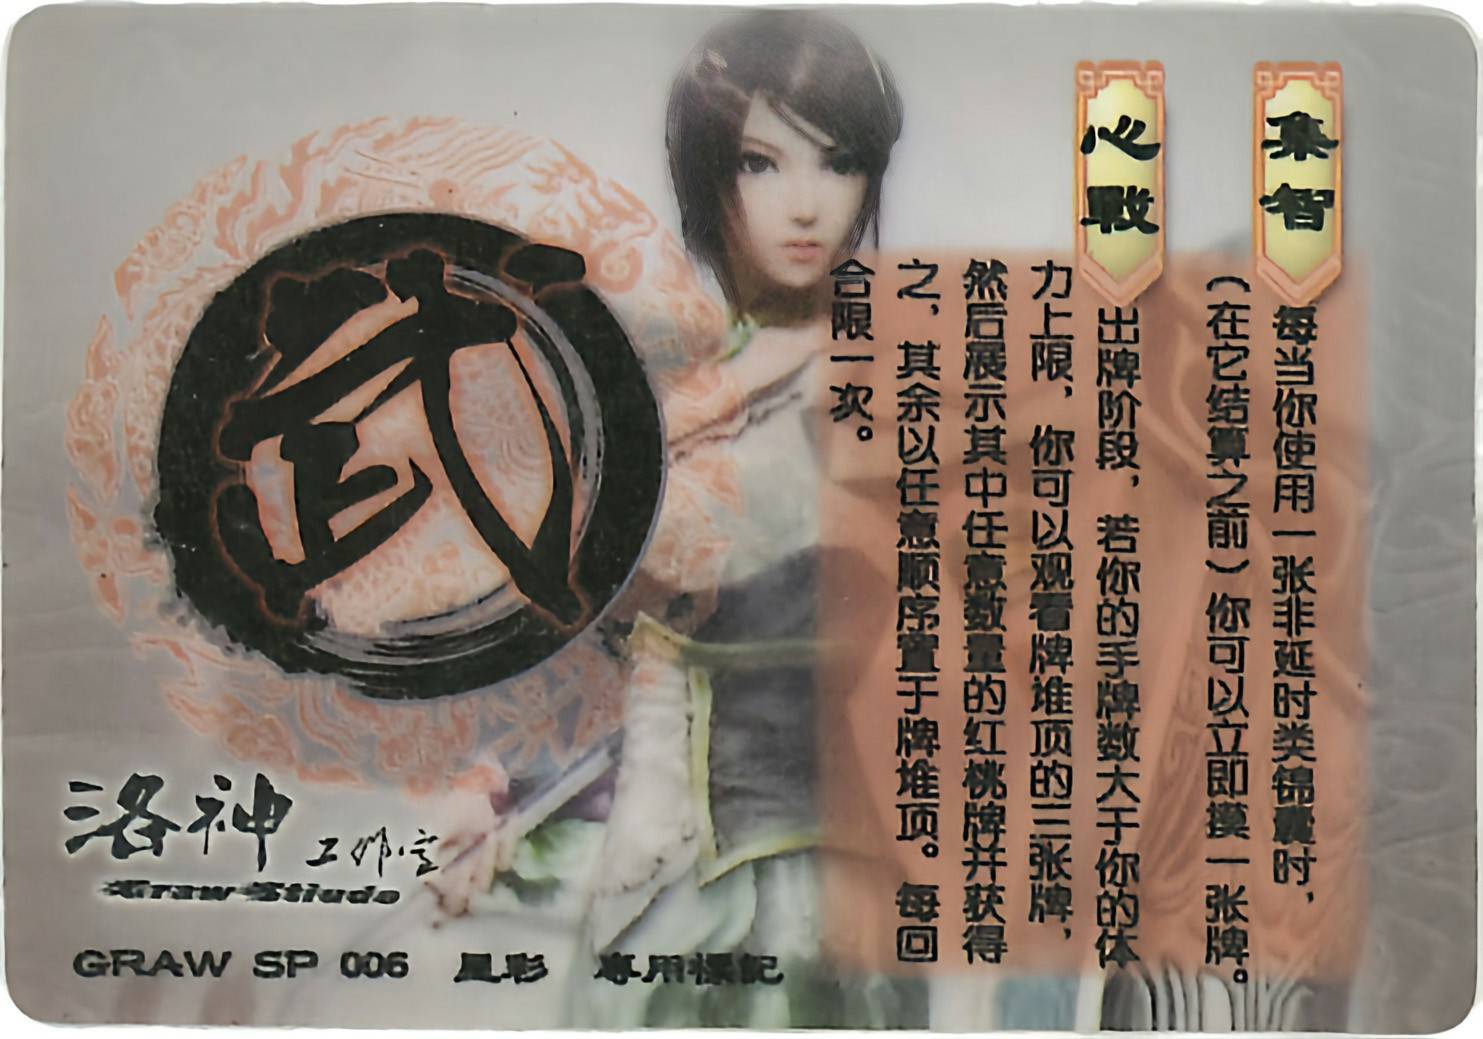 集智
每当你使用一张非延时类锦囊时，
（在它结算之前）你可以立即摸一张牌。
心戰
出牌阶段，若你的手牌数大于你的体
力上限，你可以观看牌堆顶的三张牌，
然后展示其中任意数量的红桃牌并获得
之，其余以任意顺序置于牌堆顶。每回
合限一次。
武
洛神 工作室
Graw Stiudo
GRAW SP 006 星彩 專用標記